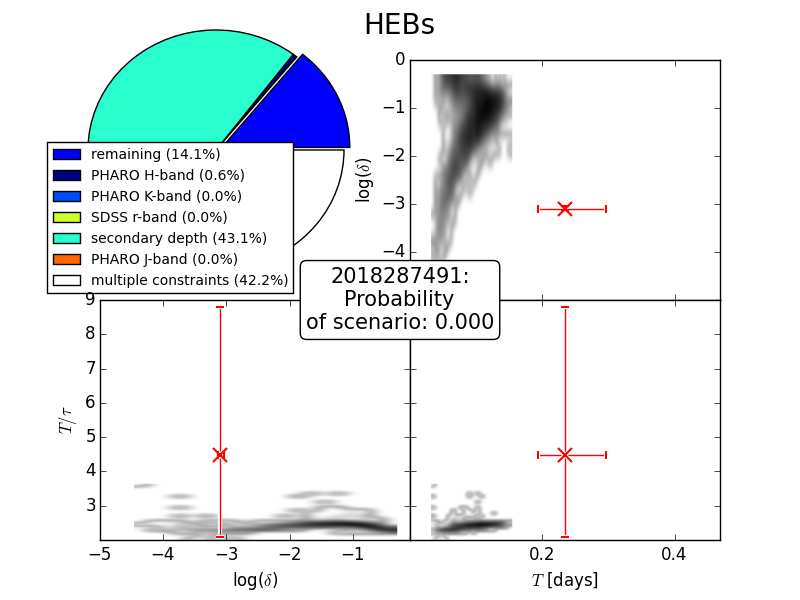 HEBs
remaining (14.1%)
PHARO H-band (0.6%)
PHARO K-band (0.0%)
SDSS r-band (0.0%)
secondary depth (43.1%)
PHARO J-band (0.0%)
multiple constraints (42.2%)
0
−1
−2
−3
−4
log(δ)
2018287491:
Probability
of scenario: 0.000
9
8
7
6
5
4
3
T/τ
−5 −4 −3 −2 −1
log(δ)
0.2 0.4
T [days]